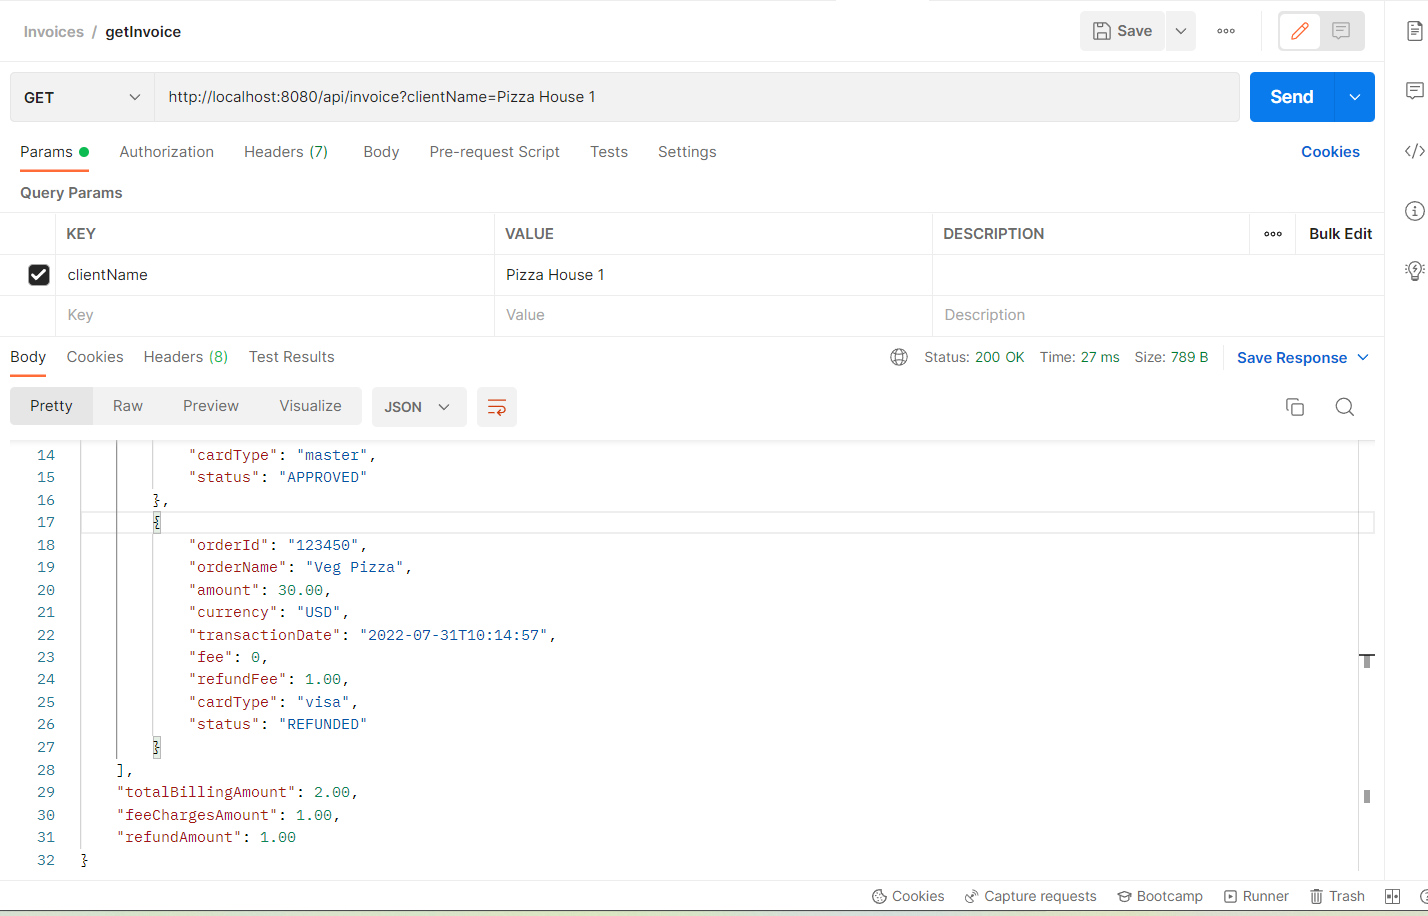 Invoices / getInvoice
Save
GET
http://localhost:8080/api/invoice?clientName=Pizza House 1
Send
Params Authorization Headers (7) Body Pre-request Script Tests Settings Cookies
Query Params
KEY VALUE DESCRIPTION Bulk Edit
clientName Pizza House 1
Key Value Description
Body Cookies Headers (8) Test Results Status: 200 OK Time: 27 ms Size: 789 B Save Response
Pretty Raw Preview Visualize JSON
14 "cardType": "master",
15 "status": "APPROVED"
16 },
17 {
18 "orderId": "123450",
19 "orderName": "Veg Pizza",
20 "amount": 30.00,
21 "currency": "USD",
22 "transactionDate": "2022-07-31T10:14:57",
23 "fee": 0,
24 "refundFee": 1.00,
25 "cardType": "visa",
26 "status": "REFUNDED"
27 }
28 ],
29 "totalBillingAmount": 2.00,
30 "feeChargesAmount": 1.00,
31 "refundAmount": 1.00
32 }
Cookies Capture requests Bootcamp Runner Trash